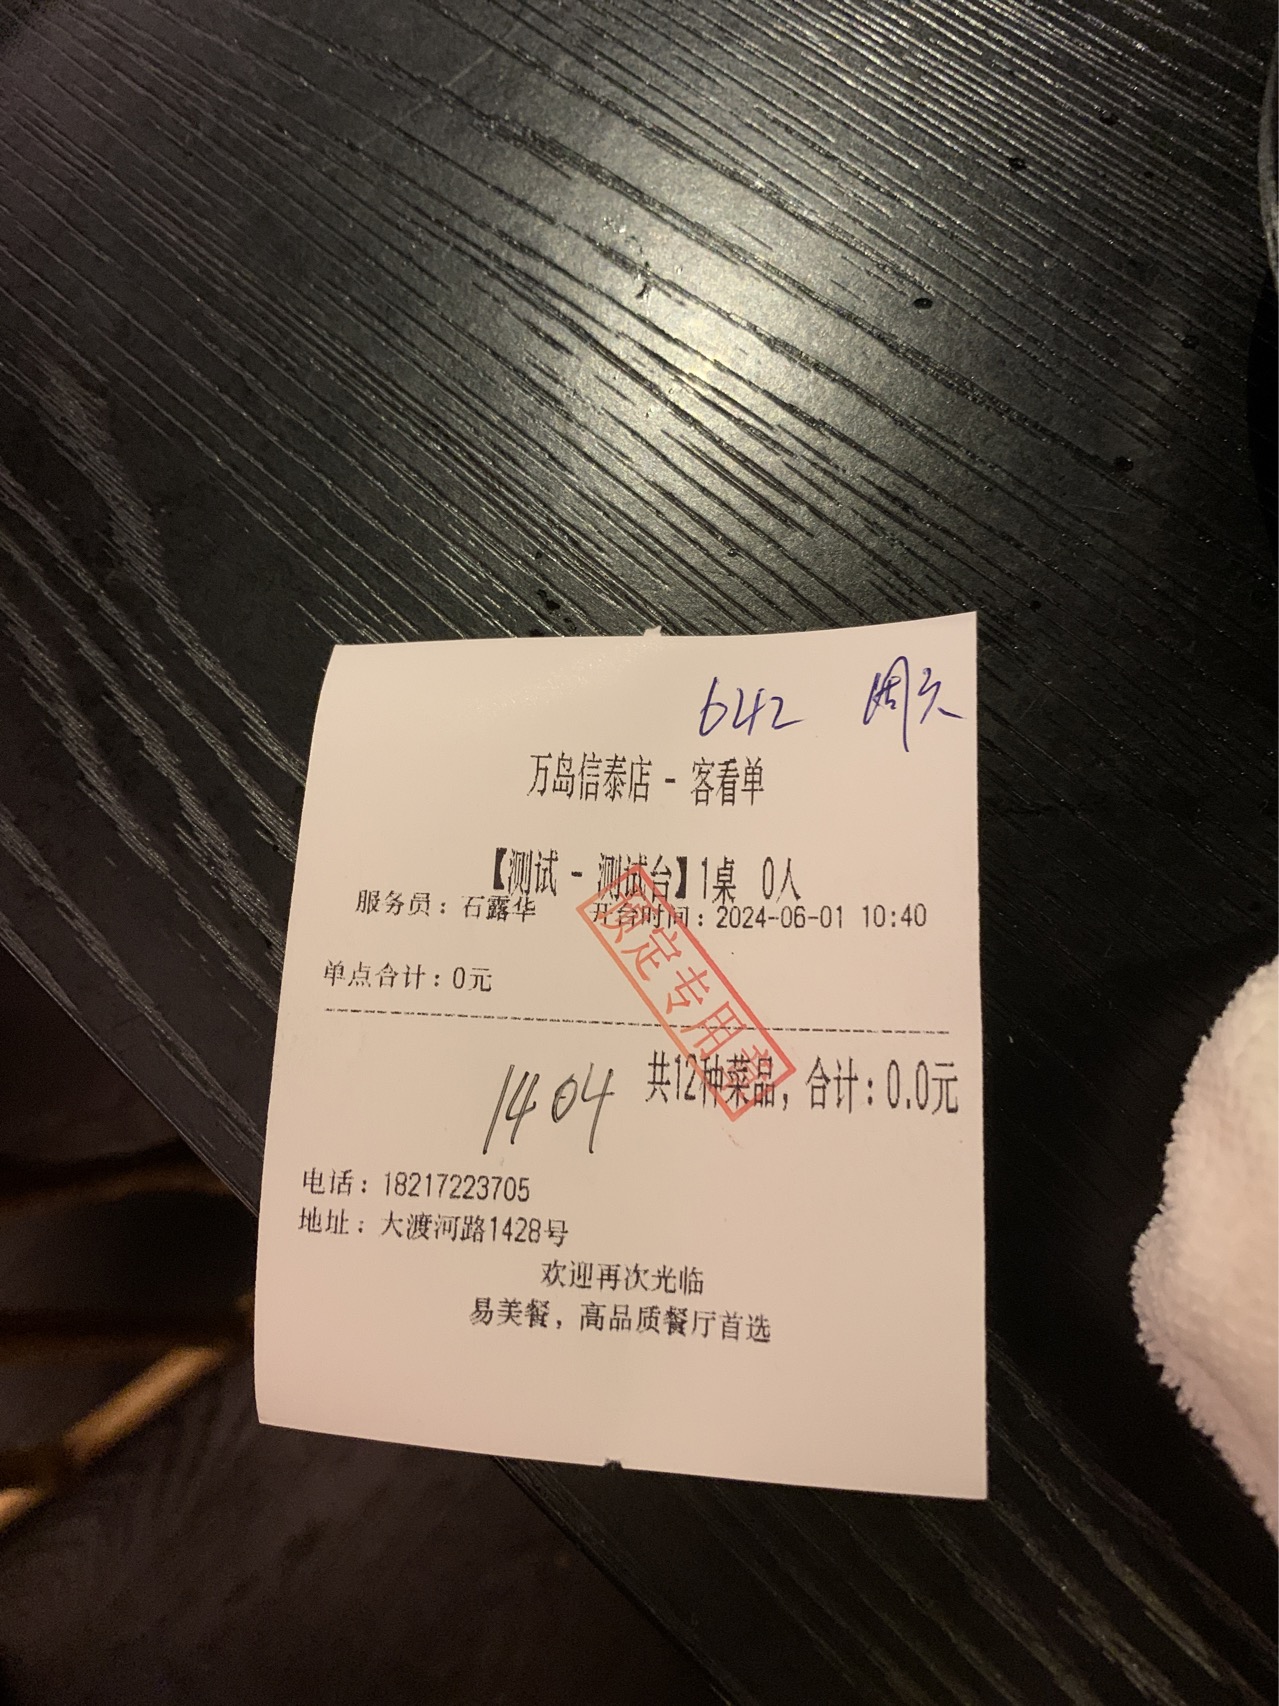 642 周六
万岛信泰店 - 客看单
【测试 - 测试台】1桌 0人
服务员：石露华 开台时间：2024-06-01 10:40
预定专用章
单点合计：0元
共12种菜品，合计：0.0元
1404
电话：18217223705
地址：大渡河路1428号
欢迎再次光临
易美餐，高品质餐厅首选